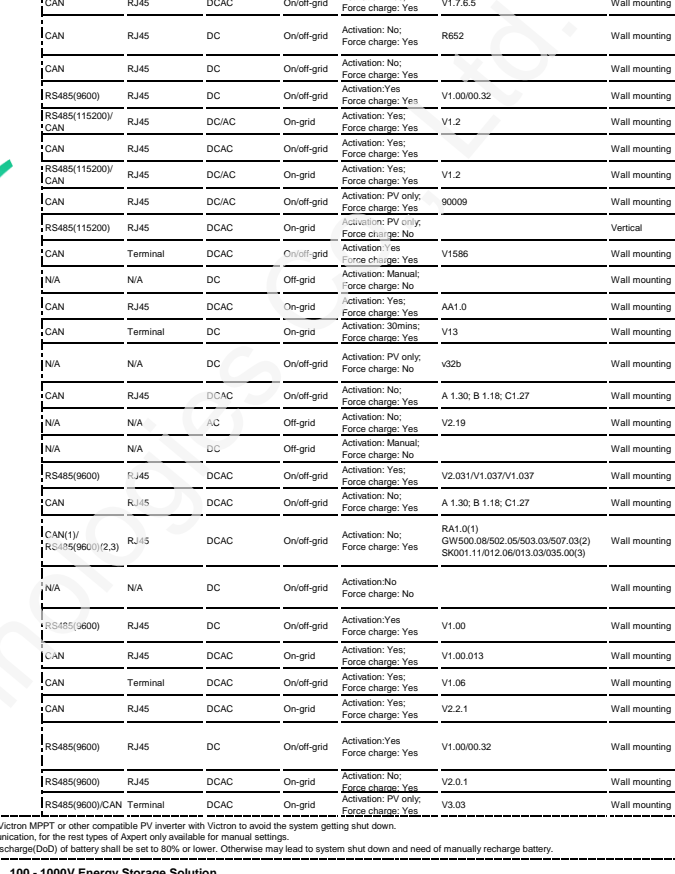 CAN RJ45 DCAC On/off-grid Force charge: Yes V1.7.6.5 Wall mounting
CAN RJ45 DC On/off-grid Activation: No; R652 Wall mounting
Force charge: Yes
CAN RJ45 DC On/off-grid Activation: No; Wall mounting
Force charge: Yes
RS485(9600) RJ45 DC On/off-grid Activation:Yes V1.00/00.32 Wall mounting
Force charge: Yes
RS485(115200)/ RJ45 DC/AC On-grid Activation: Yes; V1.2 Wall mounting
CAN Force charge: Yes
CAN RJ45 DCAC On/off-grid Activation: Yes; Wall mounting
Force charge: Yes
RS485(115200)/ RJ45 DC/AC On-grid Activation: Yes; V1.2 Wall mounting
CAN Force charge: Yes
CAN RJ45 DC/AC On/off-grid Activation: PV only; 90009 Wall mounting
Force charge: Yes
RS485(115200) RJ45 DCAC On-grid Activation: PV only; Vertical
Force charge: No
CAN Terminal DCAC On/off-grid Activation:Yes V1586 Wall mounting
Force charge: Yes
N/A N/A DC Off-grid Activation: Manual; Wall mounting
Force charge: No
CAN RJ45 DCAC On-grid Activation: Yes; AA1.0 Wall mounting
Force charge: Yes
CAN Terminal DC On-grid Activation: 30mins; V13 Wall mounting
Force charge: Yes
N/A N/A DC On/off-grid Activation: PV only; v32b Wall mounting
Force charge: No
CAN RJ45 DCAC On/off-grid Activation: No; A 1.30; B 1.18; C1.27 Wall mounting
Force charge: Yes
N/A N/A AC Off-grid Activation: No; V2.19 Wall mounting
Force charge: Yes
N/A N/A DC Off-grid Activation: Manual; Wall mounting
Force charge: No
RS485(9600) RJ45 DCAC On/off-grid Activation: Yes; V2.031/V1.037/V1.037 Wall mounting
Force charge: Yes
CAN RJ45 DCAC On/off-grid Activation: No; A 1.30; B 1.18; C1.27 Wall mounting
Force charge: Yes
CAN(1)/ RJ45 DCAC On/off-grid Activation: No; RA1.0(1) Wall mounting
RS485(9600)(2,3) Force charge: Yes GW500.08/502.05/503.03/507.03(2)
SK001.11/012.06/013.03/035.00(3)
N/A N/A DC On/off-grid Activation:No Wall mounting
Force charge: No
RS485(9600) RJ45 DC On/off-grid Activation:Yes V1.00 Wall mounting
Force charge: Yes
CAN RJ45 DCAC On-grid Activation: Yes; V1.00.013 Wall mounting
Force charge: Yes
CAN Terminal DCAC On/off-grid Activation: Yes; V1.06 Wall mounting
Force charge: Yes
CAN RJ45 DCAC On-grid Activation: Yes; V2.2.1 Wall mounting
Force charge: Yes
RS485(9600) RJ45 DC On/off-grid Activation:Yes V1.00/00.32 Wall mounting
Force charge: Yes
RS485(9600) RJ45 DCAC On-grid Activation: No; V2.0.1 Wall mounting
Force charge: Yes
RS485(9600)/CAN Terminal DCAC On-grid Activation: PV only; V3.03 Wall mounting
Force charge: Yes
Victron MPPT or other compatible PV inverter with Victron to avoid the system getting shut down.
unication, for the rest types of Axpert only available for manual settings.
scharge(DoD) of battery shall be set to 80% or lower. Otherwise may lead to system shut down and need of manually recharge battery.
100 - 1000V Energy Storage Solution
nologies Co., Ltd.